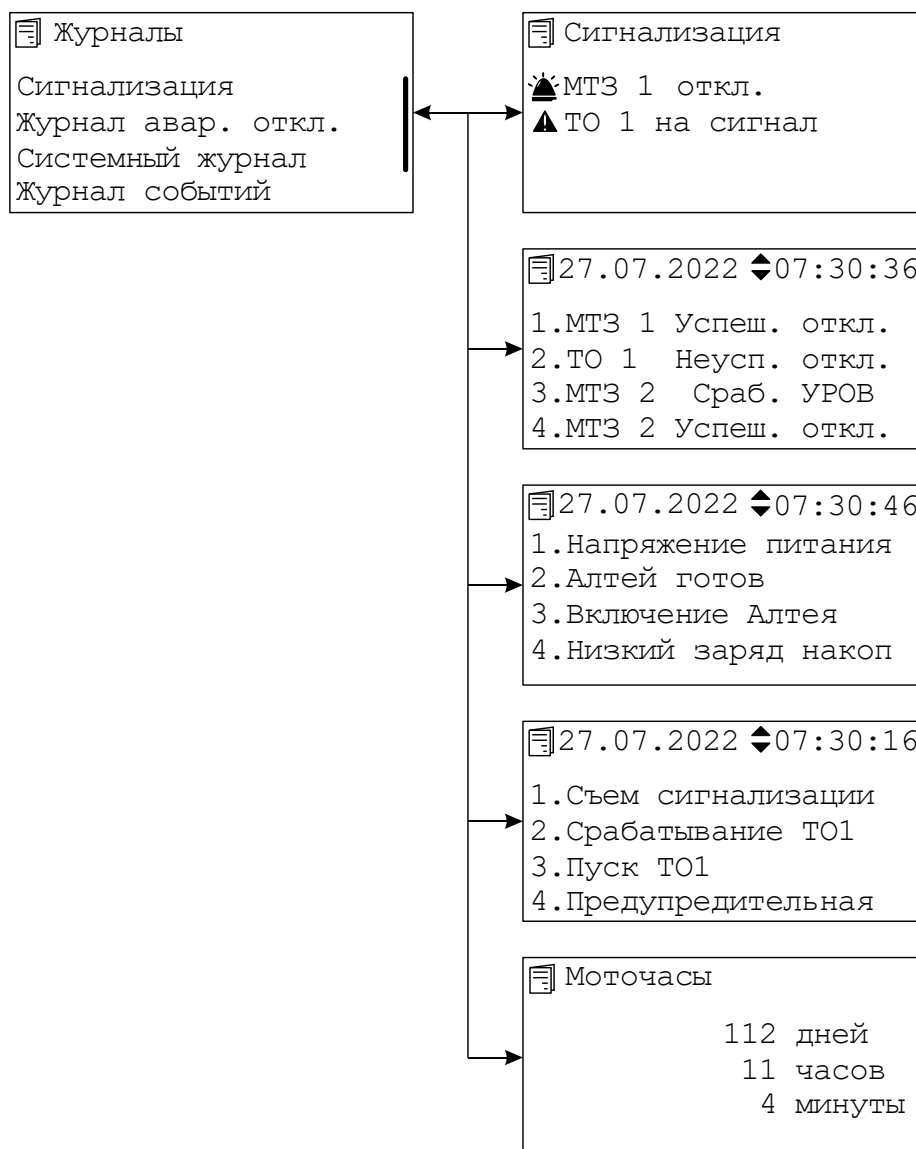 Журналы
Сигнализация
Журнал авар. откл.
Системный журнал
Журнал событий
Сигнализация
МТЗ 1 откл.
ТО 1 на сигнал
27.07.2022 07:30:36
1.МТЗ 1 Успеш. откл.
2.ТО 1 Неусп. откл.
3.МТЗ 2 Сраб. УРОВ
4.МТЗ 2 Успеш. откл.
27.07.2022 07:30:46
1.Напряжение питания
2.Алтей готов
3.Включение Алтея
4.Низкий заряд накоп
27.07.2022 07:30:16
1.Съем сигнализации
2.Срабатывание ТО1
3.Пуск ТО1
4.Предупредительная
Моточасы
112 дней
11 часов
4 минуты